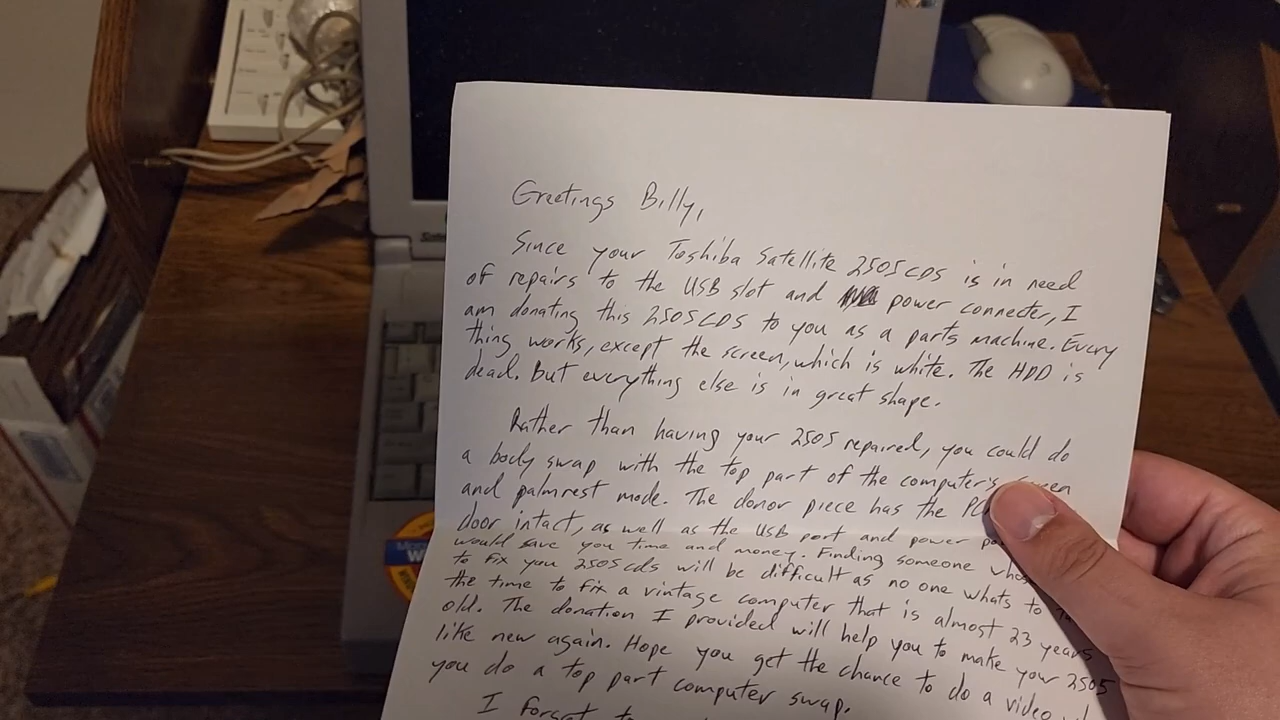 Greetings Billy,
Since your Toshiba Satellite 2505CDS is in need
of repairs to the USB slot and power connecter, I
am donating this 2505CDS to you as a parts machine. Every
thing works, except the screen, which is white. The HDD is
dead. But everything else is in great shape.
Rather than having your 2505 repaired, you could do
a body swap with the top part of the computer's
and palmrest mode. The donor piece has the
door intact, as well as the USB port and power
would save you time and money. Finding someone
to fix you 2505cds will be difficult as no one whats to
the time to fix a vintage computer that is almost 23 years
old. The donation I provided will help you to make your 2505
like new again. Hope you get the chance to do a video
you do a top part computer swap.
I forgot to